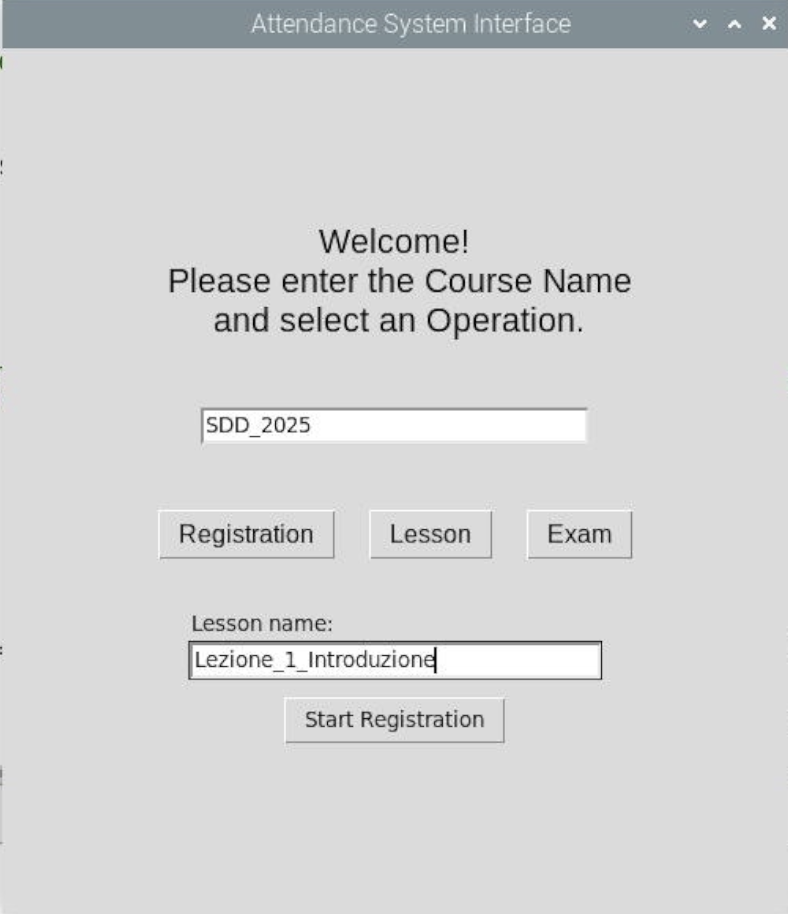 Attendance System Interface
Welcome!
Please enter the Course Name
and select an Operation.
SDD_2025
Registration Lesson Exam
Lesson name:
Lezione_1_Introduzione
Start Registration